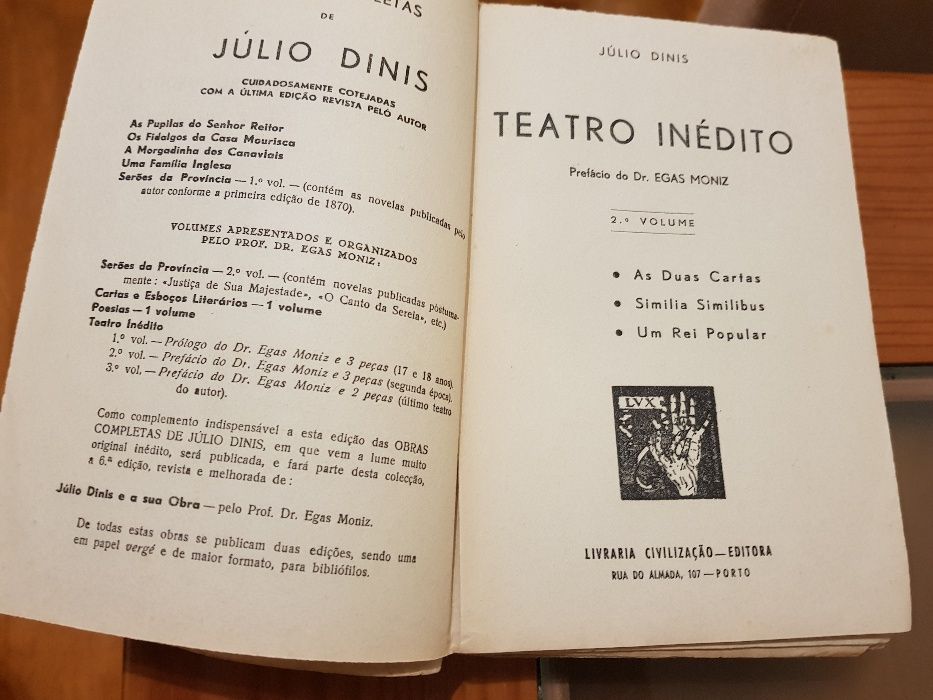 DE
JÚLIO DINIS
CUIDADOSAMENTE COTEJADAS
COM A ÚLTIMA EDIÇÃO REVISTA PELO AUTOR
As Pupilas do Senhor Reitor
Os Fidalgos da Casa Mourisca
A Morgadinha dos Canaviais
Uma Família Inglesa
Serões da Província — 1.º vol. — (contém as novelas publicadas pelo
autor conforme a primeira edição de 1870).
VOLUMES APRESENTADOS E ORGANIZADOS
PELO PROF. DR. EGAS MONIZ:
Serões da Província — 2.º vol. — (contém novelas publicadas póstuma-
mente: «Justiça de Sua Majestade», «O Canto da Sereia», etc.)
Cartas e Esboços Literários — 1 volume
Poesias — 1 volume
Teatro Inédito
1.º vol. — Prólogo do Dr. Egas Moniz e 3 peças (17 e 18 anos).
2.º vol. — Prefácio do Dr. Egas Moniz e 3 peças (segunda época).
3.º vol. — Prefácio do Dr. Egas Moniz e 2 peças (último teatro
do autor).
Como complemento indispensável a esta edição das OBRAS
COMPLETAS DE JÚLIO DINIS, em que vem a lume muito
original inédito, será publicada, e fará parte desta colecção,
a 6.ª edição, revista e melhorada de:
Júlio Dinis e a sua Obra — pelo Prof. Dr. Egas Moniz.
De todas estas obras se publicam duas edições, sendo uma
em papel vergé e de maior formato, para bibliófilos.
JÚLIO DINIS
TEATRO INÉDITO
Prefácio do Dr. EGAS MONIZ
2.º VOLUME
• As Duas Cartas
• Similia Similibus
• Um Rei Popular
LVX
LIVRARIA CIVILIZAÇÃO — EDITORA
RUA DO ALMADA, 107 — PORTO